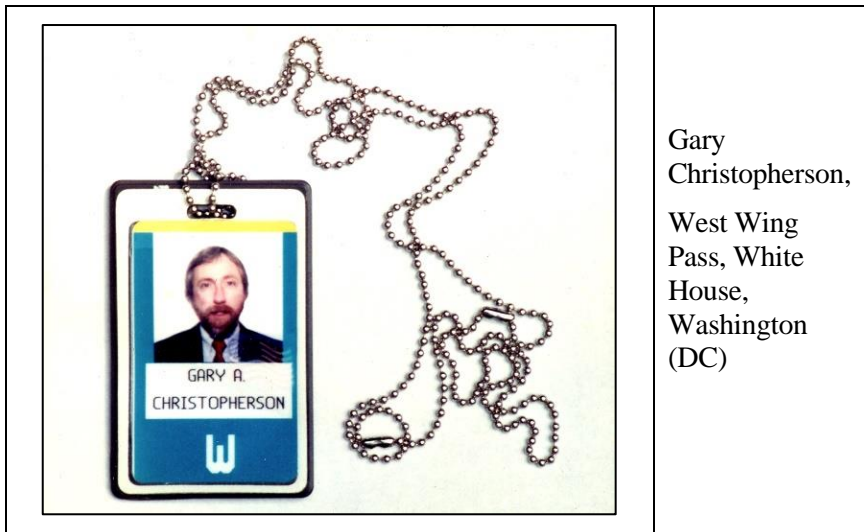 GARY A.
CHRISTOPHERSON
W
Gary
Christopherson,
West Wing
Pass, White
House,
Washington
(DC)